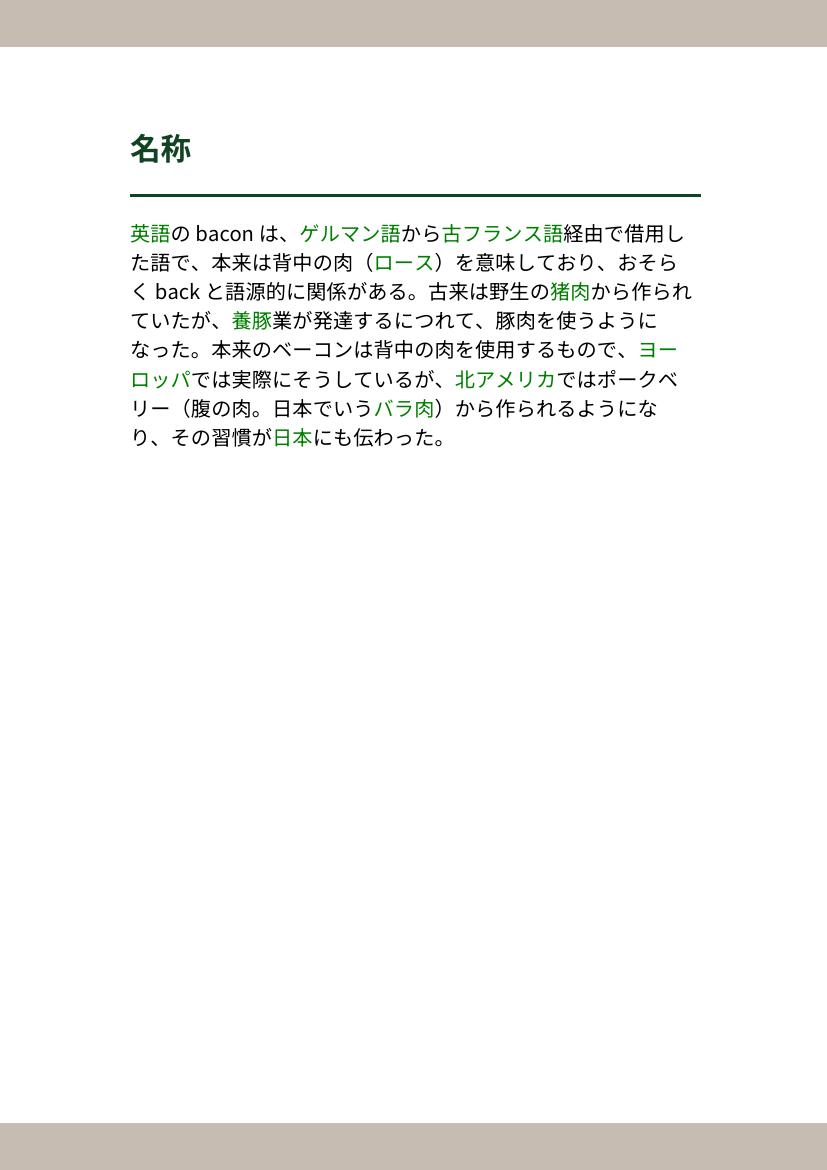 名称
英語の bacon は、ゲルマン語から古フランス語経由で借用し
た語で、本来は背中の肉（ロース）を意味しており、おそら
く back と語源的に関係がある。古来は野生の猪肉から作られ
ていたが、養豚業が発達するにつれて、豚肉を使うように
なった。本来のベーコンは背中の肉を使用するもので、ヨー
ロッパでは実際にそうしているが、北アメリカではポークベ
リー（腹の肉。日本でいうバラ肉）から作られるようにな
り、その習慣が日本にも伝わった。